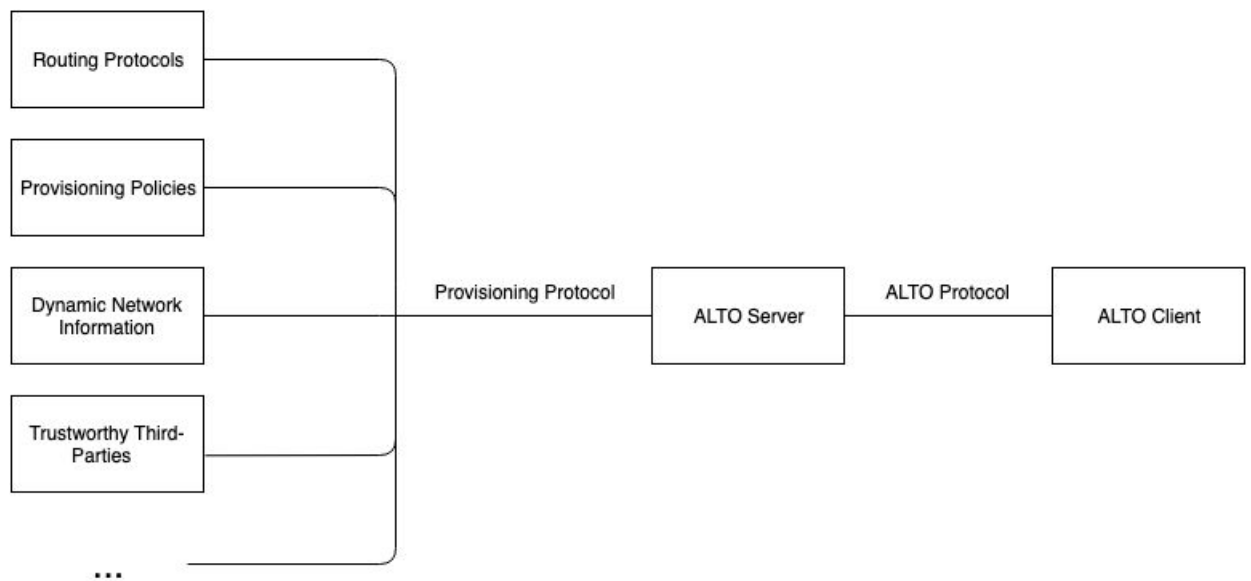 Routing Protocols
Provisioning Policies
Dynamic Network
Information
Provisioning Protocol
ALTO Server
ALTO Protocol
ALTO Client
Trustworthy Third-
Parties
...